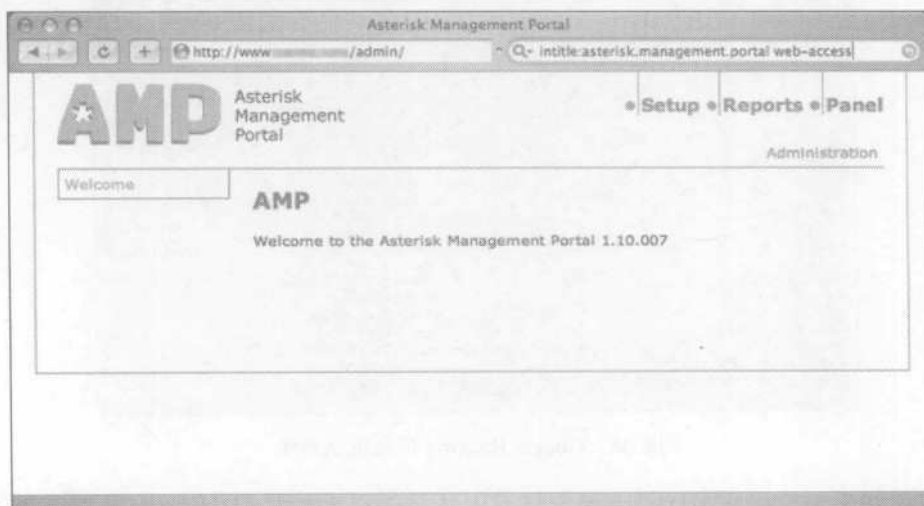 Asterisk Management Portal
http://www /admin/
intitle:asterisk.management.portal web-access
AMP
Asterisk
Management
Portal
Setup
Reports
Panel
Administration
Welcome
AMP
Welcome to the Asterisk Management Portal 1.10.007